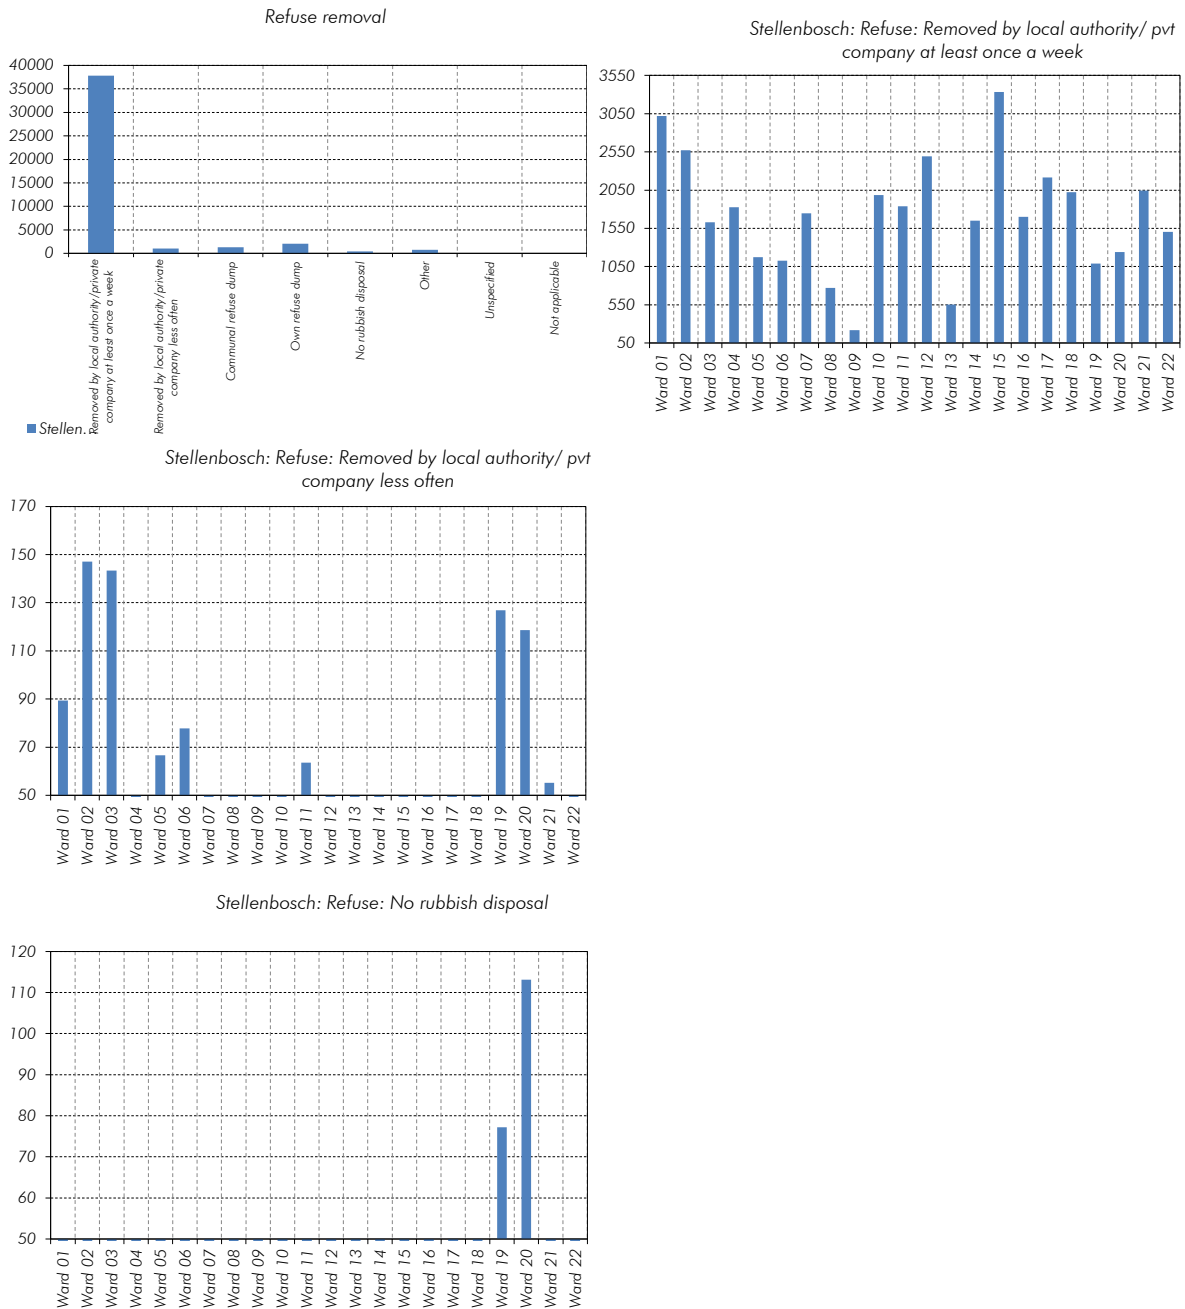 Refuse removal
40000
35000
30000
25000
20000
15000
10000
5000
0
Removed by local authority/private
company at least once a week
Removed by local authority/private
company less often
Communal refuse dump
Own refuse dump
No rubbish disposal
Other
Unspecified
Not applicable
Stellen...
Stellenbosch: Refuse: Removed by local authority/ pvt
company at least once a week
3550
3050
2550
2050
1550
1050
550
50
Ward 01
Ward 02
Ward 03
Ward 04
Ward 05
Ward 06
Ward 07
Ward 08
Ward 09
Ward 10
Ward 11
Ward 12
Ward 13
Ward 14
Ward 15
Ward 16
Ward 17
Ward 18
Ward 19
Ward 20
Ward 21
Ward 22
Stellenbosch: Refuse: Removed by local authority/ pvt
company less often
170
150
130
110
90
70
50
Ward 01
Ward 02
Ward 03
Ward 04
Ward 05
Ward 06
Ward 07
Ward 08
Ward 09
Ward 10
Ward 11
Ward 12
Ward 13
Ward 14
Ward 15
Ward 16
Ward 17
Ward 18
Ward 19
Ward 20
Ward 21
Ward 22
Stellenbosch: Refuse: No rubbish disposal
120
110
100
90
80
70
60
50
Ward 01
Ward 02
Ward 03
Ward 04
Ward 05
Ward 06
Ward 07
Ward 08
Ward 09
Ward 10
Ward 11
Ward 12
Ward 13
Ward 14
Ward 15
Ward 16
Ward 17
Ward 18
Ward 19
Ward 20
Ward 21
Ward 22